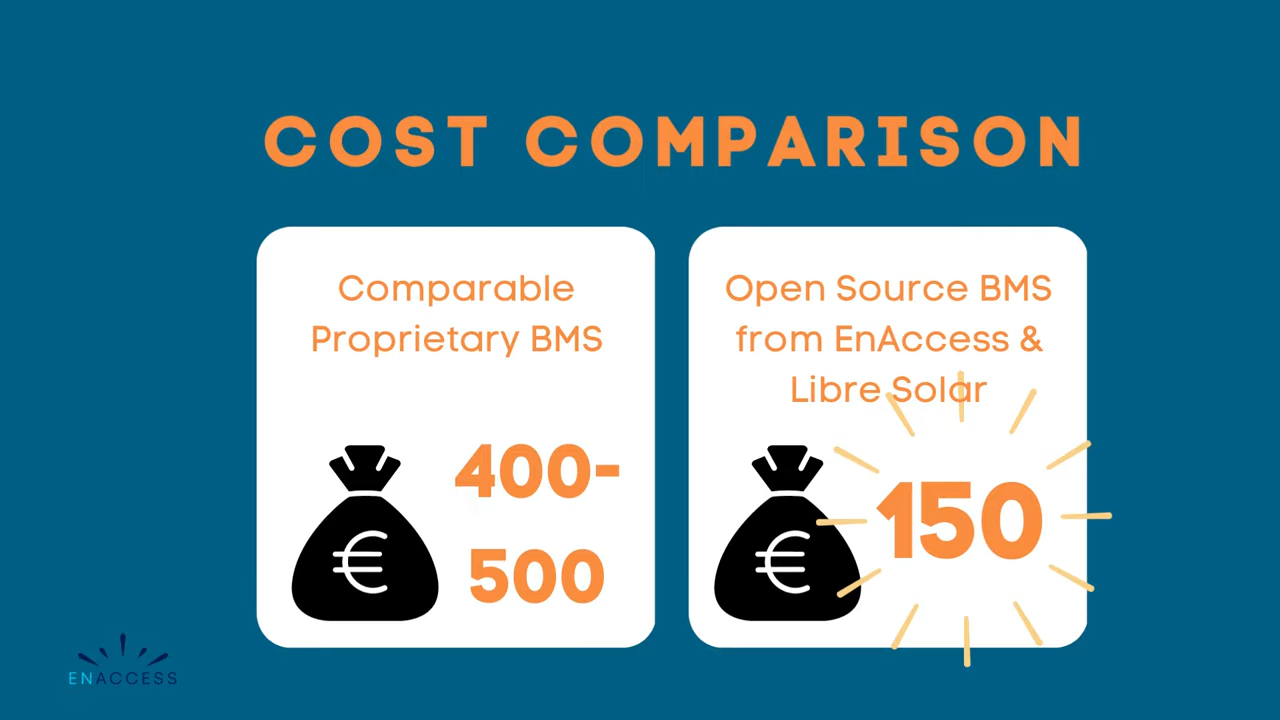 COST COMPARISON
Comparable
Proprietary BMS
€
400-
500
Open Source BMS
from EnAccess &
Libre Solar
€
150
ENACCESS